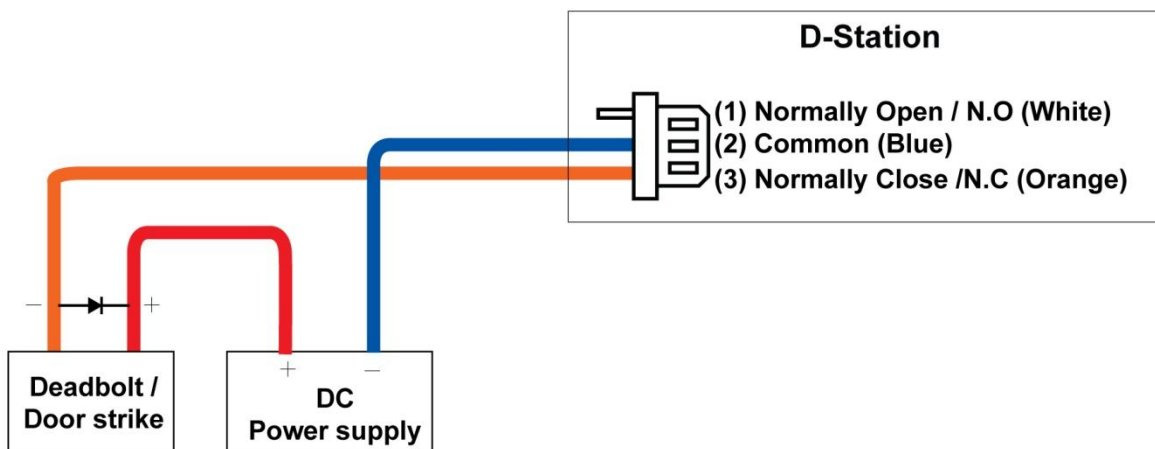 D-Station
(1) Normally Open / N.O (White)
(2) Common (Blue)
(3) Normally Close /N.C (Orange)
− +
+ −
Deadbolt /
Door strike
DC
Power supply